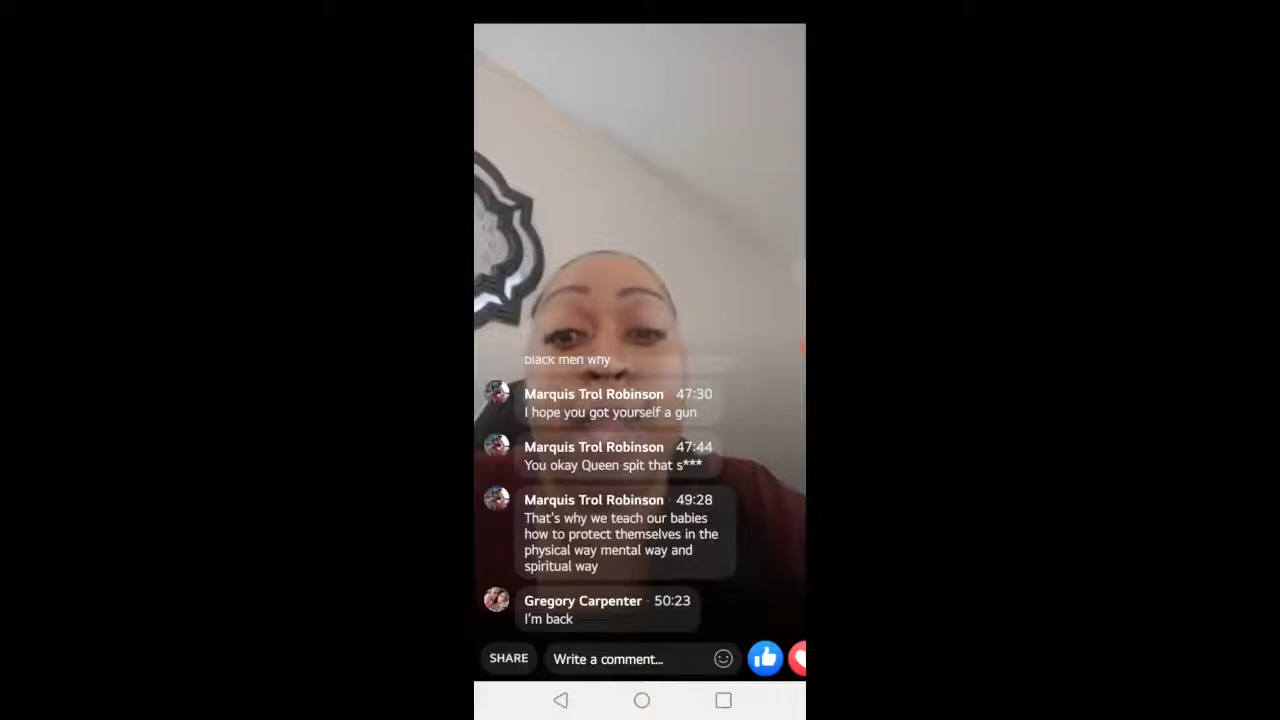 black men why
Marquis Trol Robinson 47:30
I hope you got yourself a gun
Marquis Trol Robinson 47:44
You okay Queen spit that s***
Marquis Trol Robinson · 49:28
That's why we teach our babies
how to protect themselves in the
physical way mental way and
spiritual way
Gregory Carpenter · 50:23
I'm back
SHARE
Write a comment...